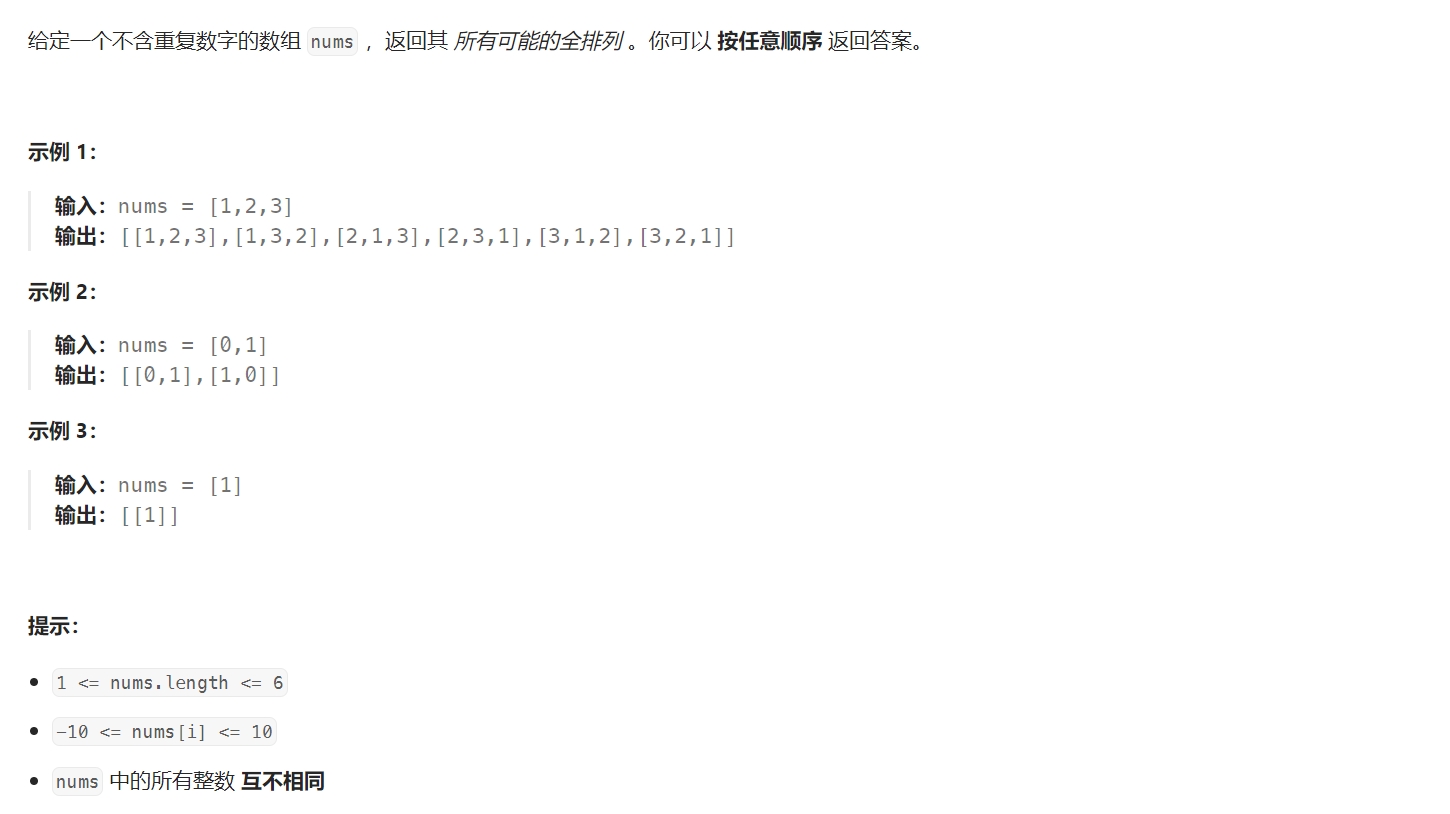 给定一个不含重复数字的数组 nums ，返回其 所有可能的全排列 。你可以 按任意顺序 返回答案。
示例 1：
输入：nums = [1,2,3]
输出：[[1,2,3],[1,3,2],[2,1,3],[2,3,1],[3,1,2],[3,2,1]]
示例 2：
输入：nums = [0,1]
输出：[[0,1],[1,0]]
示例 3：
输入：nums = [1]
输出：[[1]]
提示：
• 1 <= nums.length <= 6
• -10 <= nums[i] <= 10
• nums 中的所有整数 互不相同